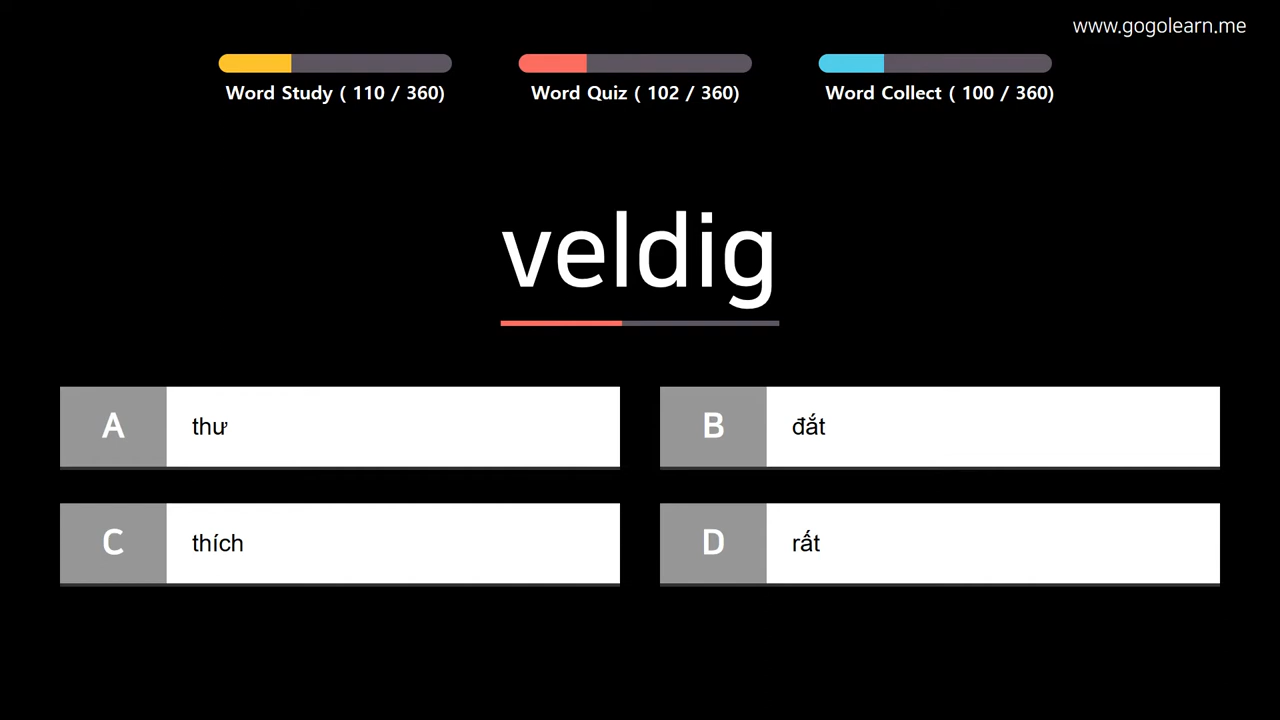 www.gogolearn.me
Word Study ( 110 / 360)
Word Quiz ( 102 / 360)
Word Collect ( 100 / 360)
veldig
A thư
B đắt
C thích
D rất